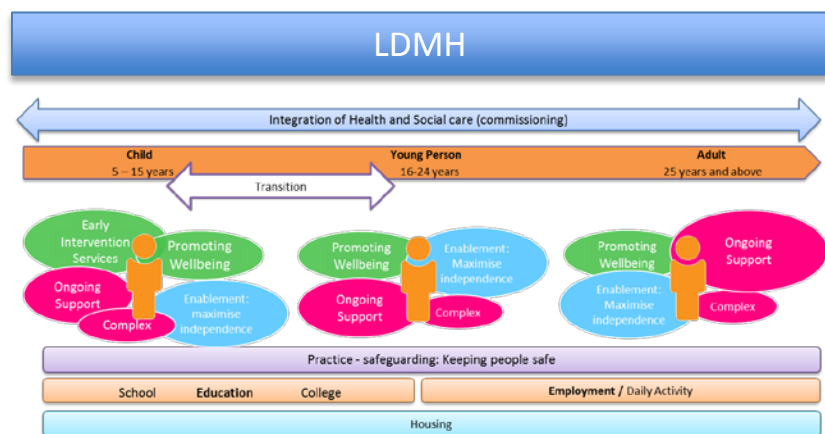 LDMH
Integration of Health and Social care (commissioning)
Child
5 – 15 years
Young Person
16-24 years
Adult
25 years and above
Transition
Early
Intervention
Services
Promoting
Wellbeing
Ongoing
Support
Complex
Enablement:
maximise
independence
Promoting
Wellbeing
Enablement:
Maximise
independence
Ongoing
Support
Complex
Promoting
Wellbeing
Ongoing
Support
Enablement:
Maximise
independence
Complex
Practice - safeguarding: Keeping people safe
School Education College
Employment / Daily Activity
Housing